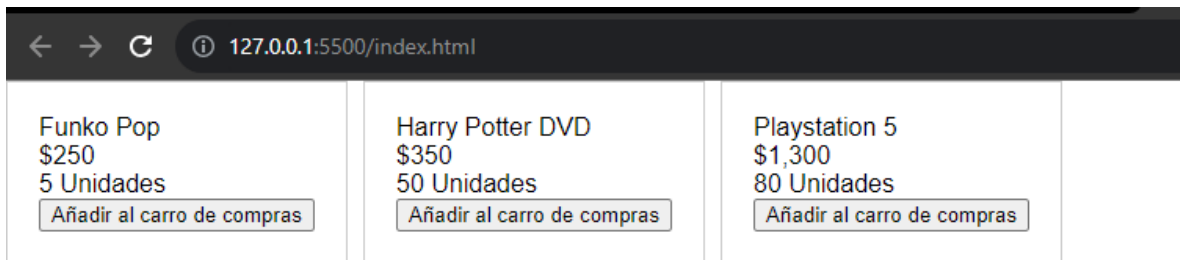 127.0.0.1:5500/index.html
Funko Pop
$250
5 Unidades
Añadir al carro de compras
Harry Potter DVD
$350
50 Unidades
Añadir al carro de compras
Playstation 5
$1,300
80 Unidades
Añadir al carro de compras